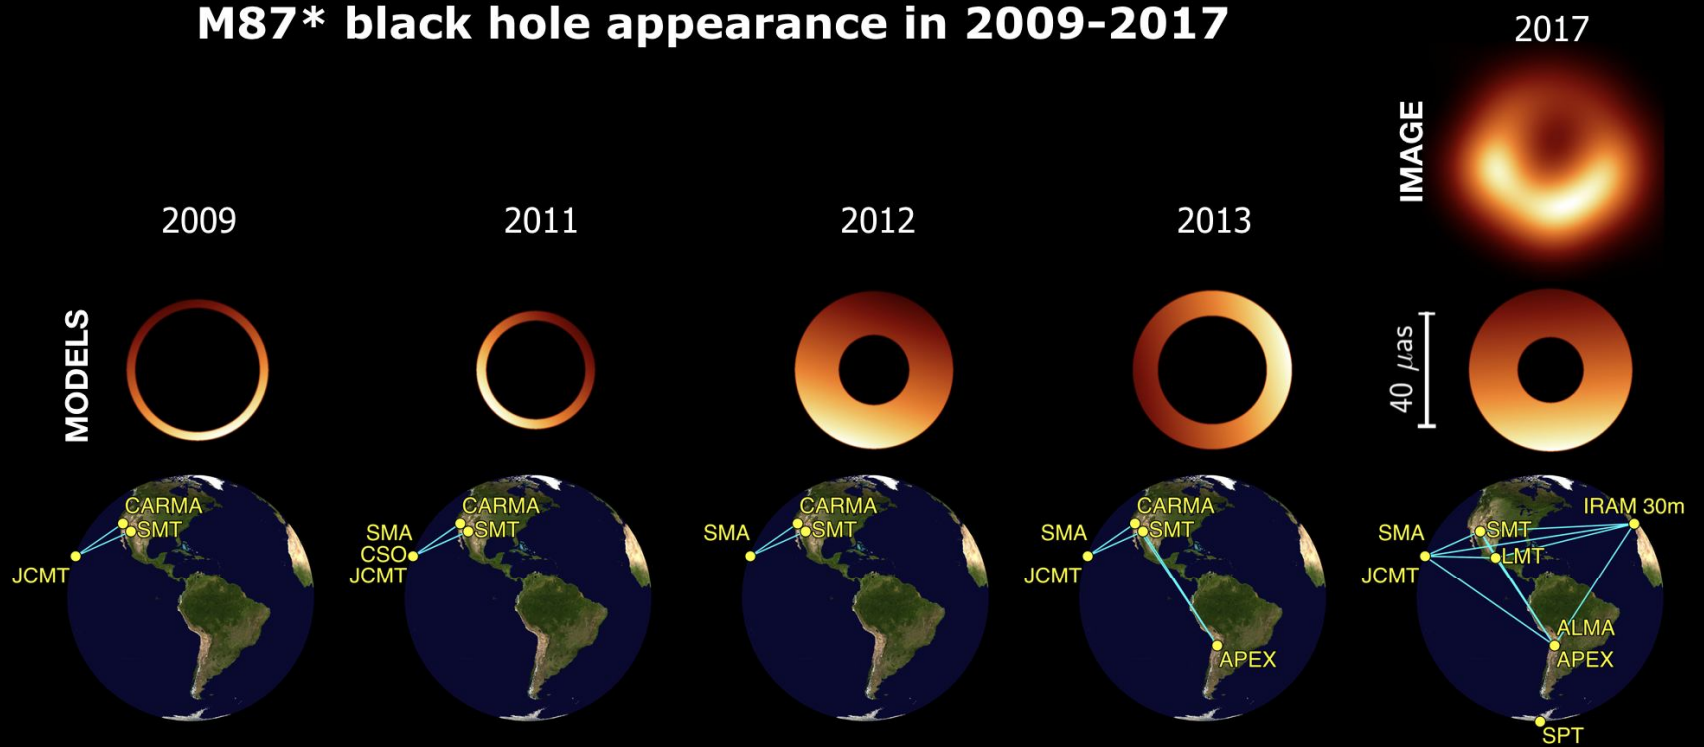 M87* black hole appearance in 2009-2017
2017
IMAGE
2009
2011
2012
2013
MODELS
40 μas
CARMA
SMT
JCMT
CARMA
SMA
SMT
CSO
JCMT
CARMA
SMA
SMT
CARMA
SMA
SMT
JCMT
APEX
IRAM 30m
SMA
SMT
LMT
JCMT
ALMA
APEX
SPT